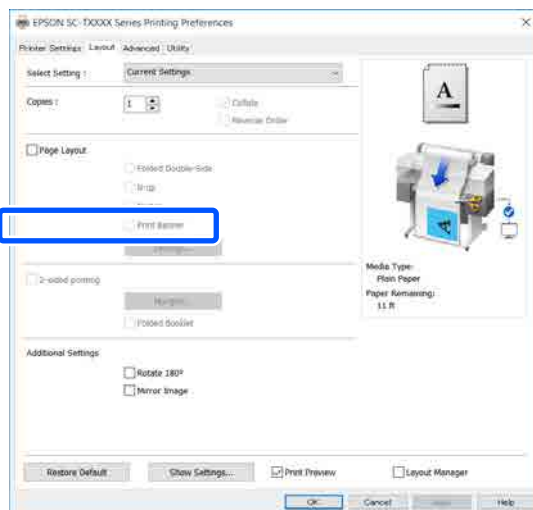 EPSON SC-TXXXX Series Printing Preferences
Printer Settings Layout Advanced Utility
Select Setting : Current Settings
Copies : 1 Collate
Reverse Order
Page Layout
Folded Double-Side
N-up
Print Banner
2-sided printing
Margins...
Folded Booklet
Additional Settings
Rotate 180°
Mirror Image
A
Media Type:
Plain Paper
Paper Remaining:
11 ft
Restore Default Show Settings... Print Preview Layout Manager
OK Cancel Help